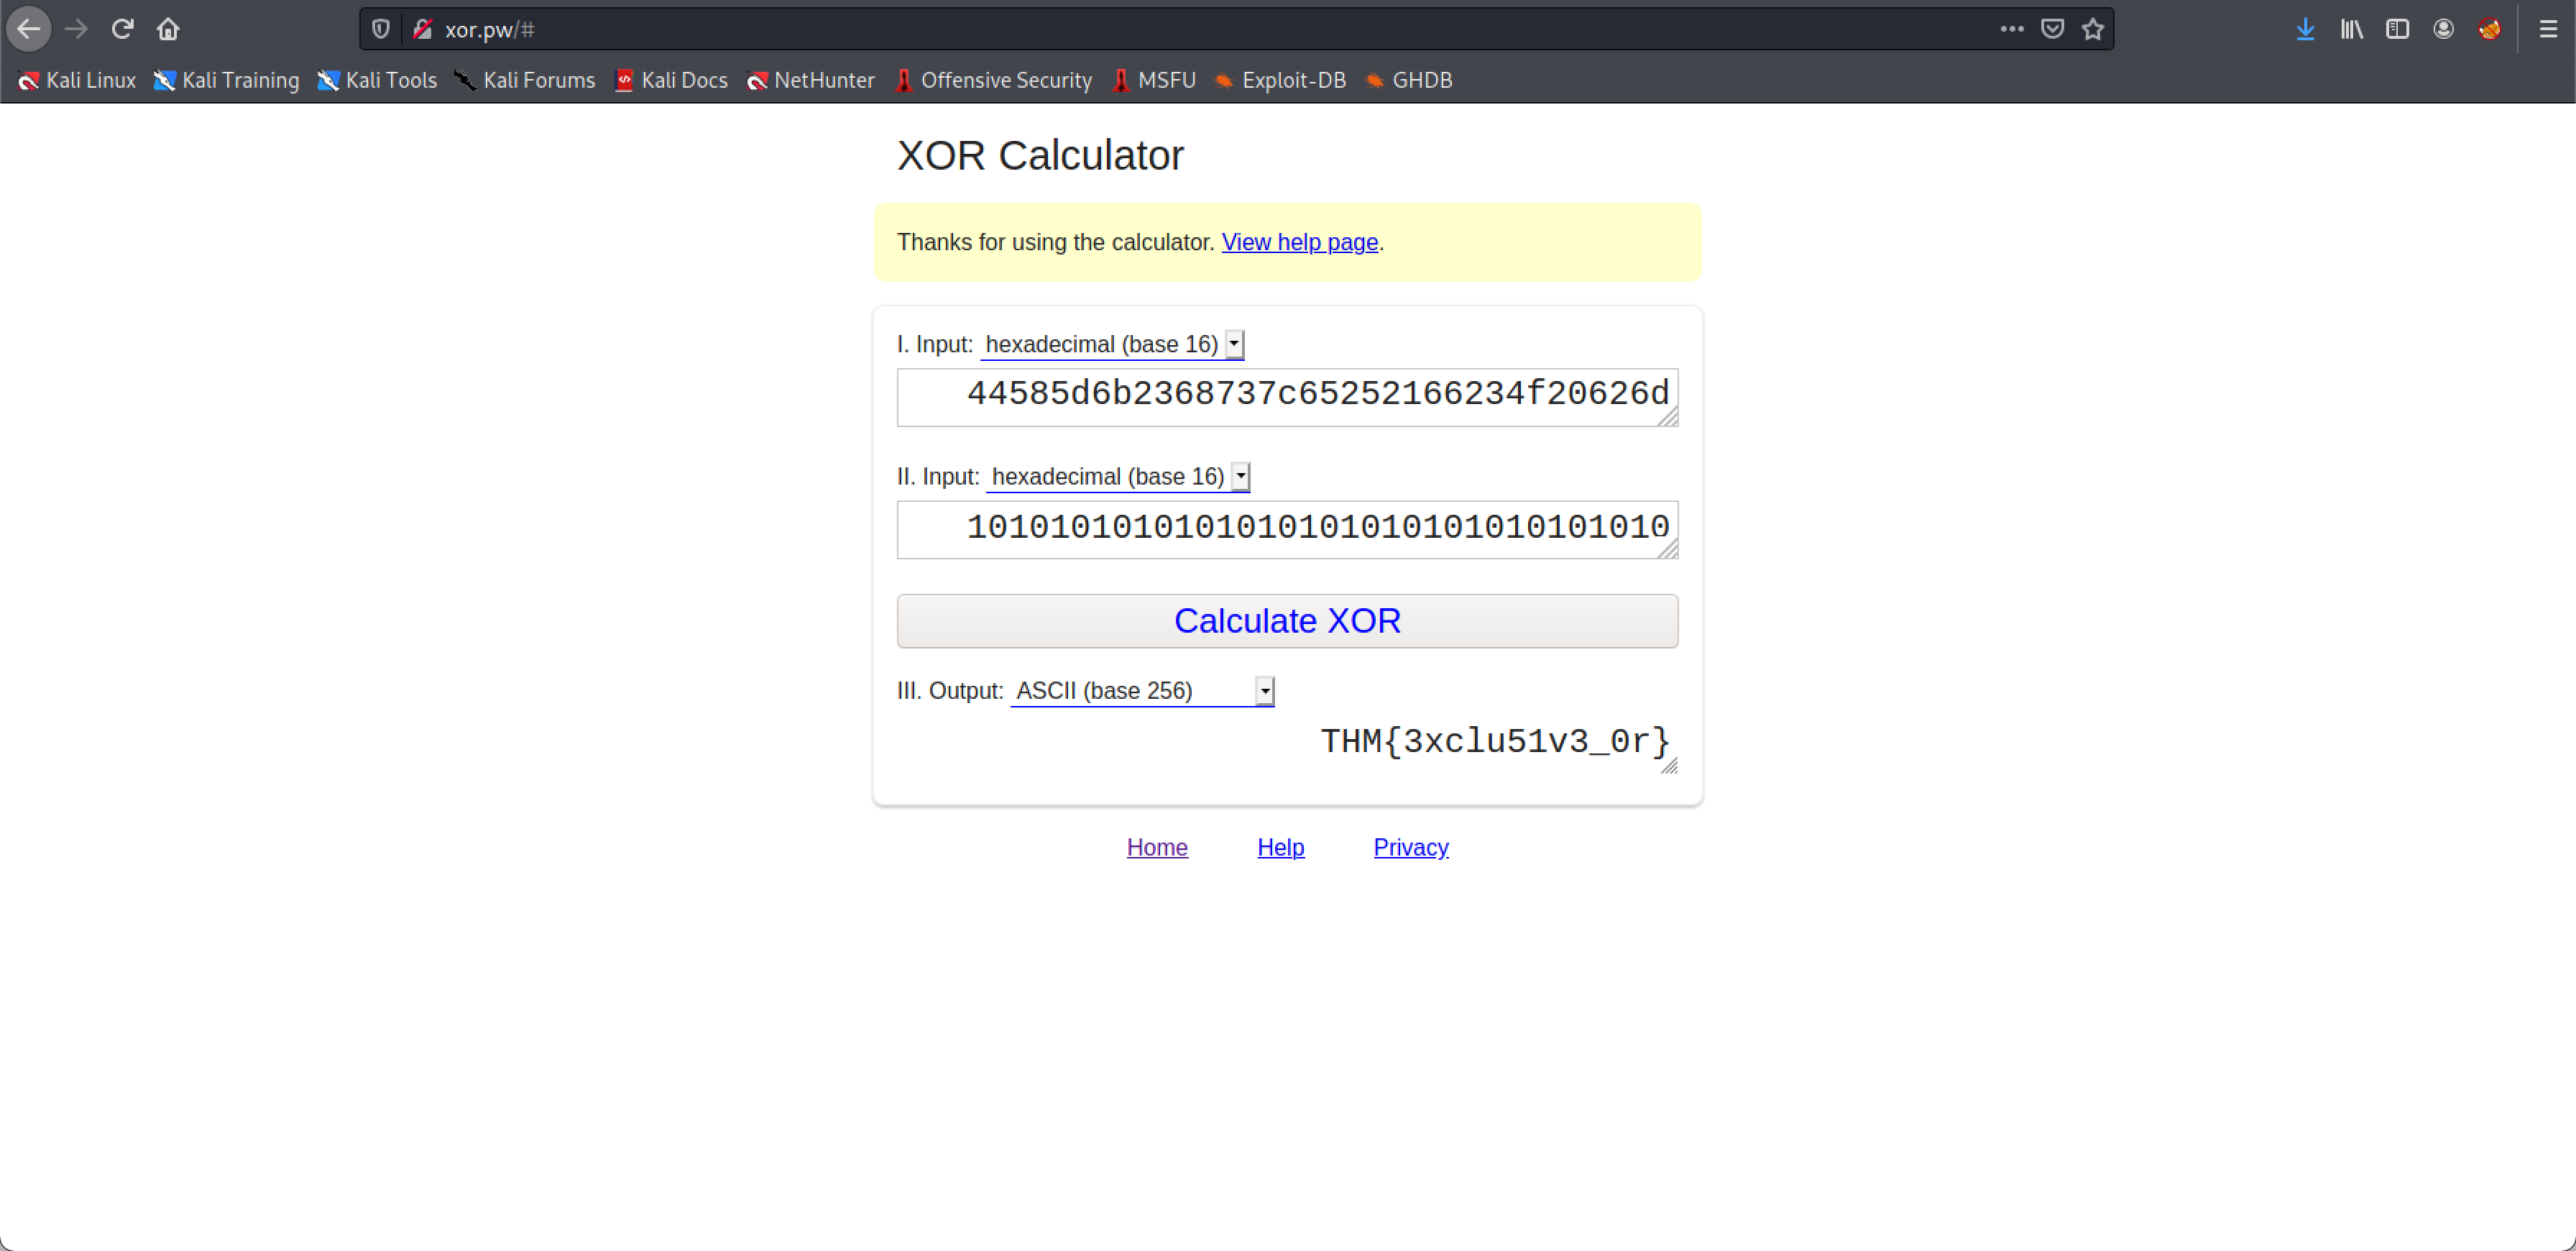 xor.pw/#
Kali Linux Kali Training Kali Tools Kali Forums Kali Docs NetHunter Offensive Security MSFU Exploit-DB GHDB
XOR Calculator
Thanks for using the calculator. View help page.
I. Input: hexadecimal (base 16)
44585d6b2368737c65252166234f20626d
II. Input: hexadecimal (base 16)
1010101010101010101010101010101010
Calculate XOR
III. Output: ASCII (base 256)
THM{3xclu51v3_0r}
Home Help Privacy